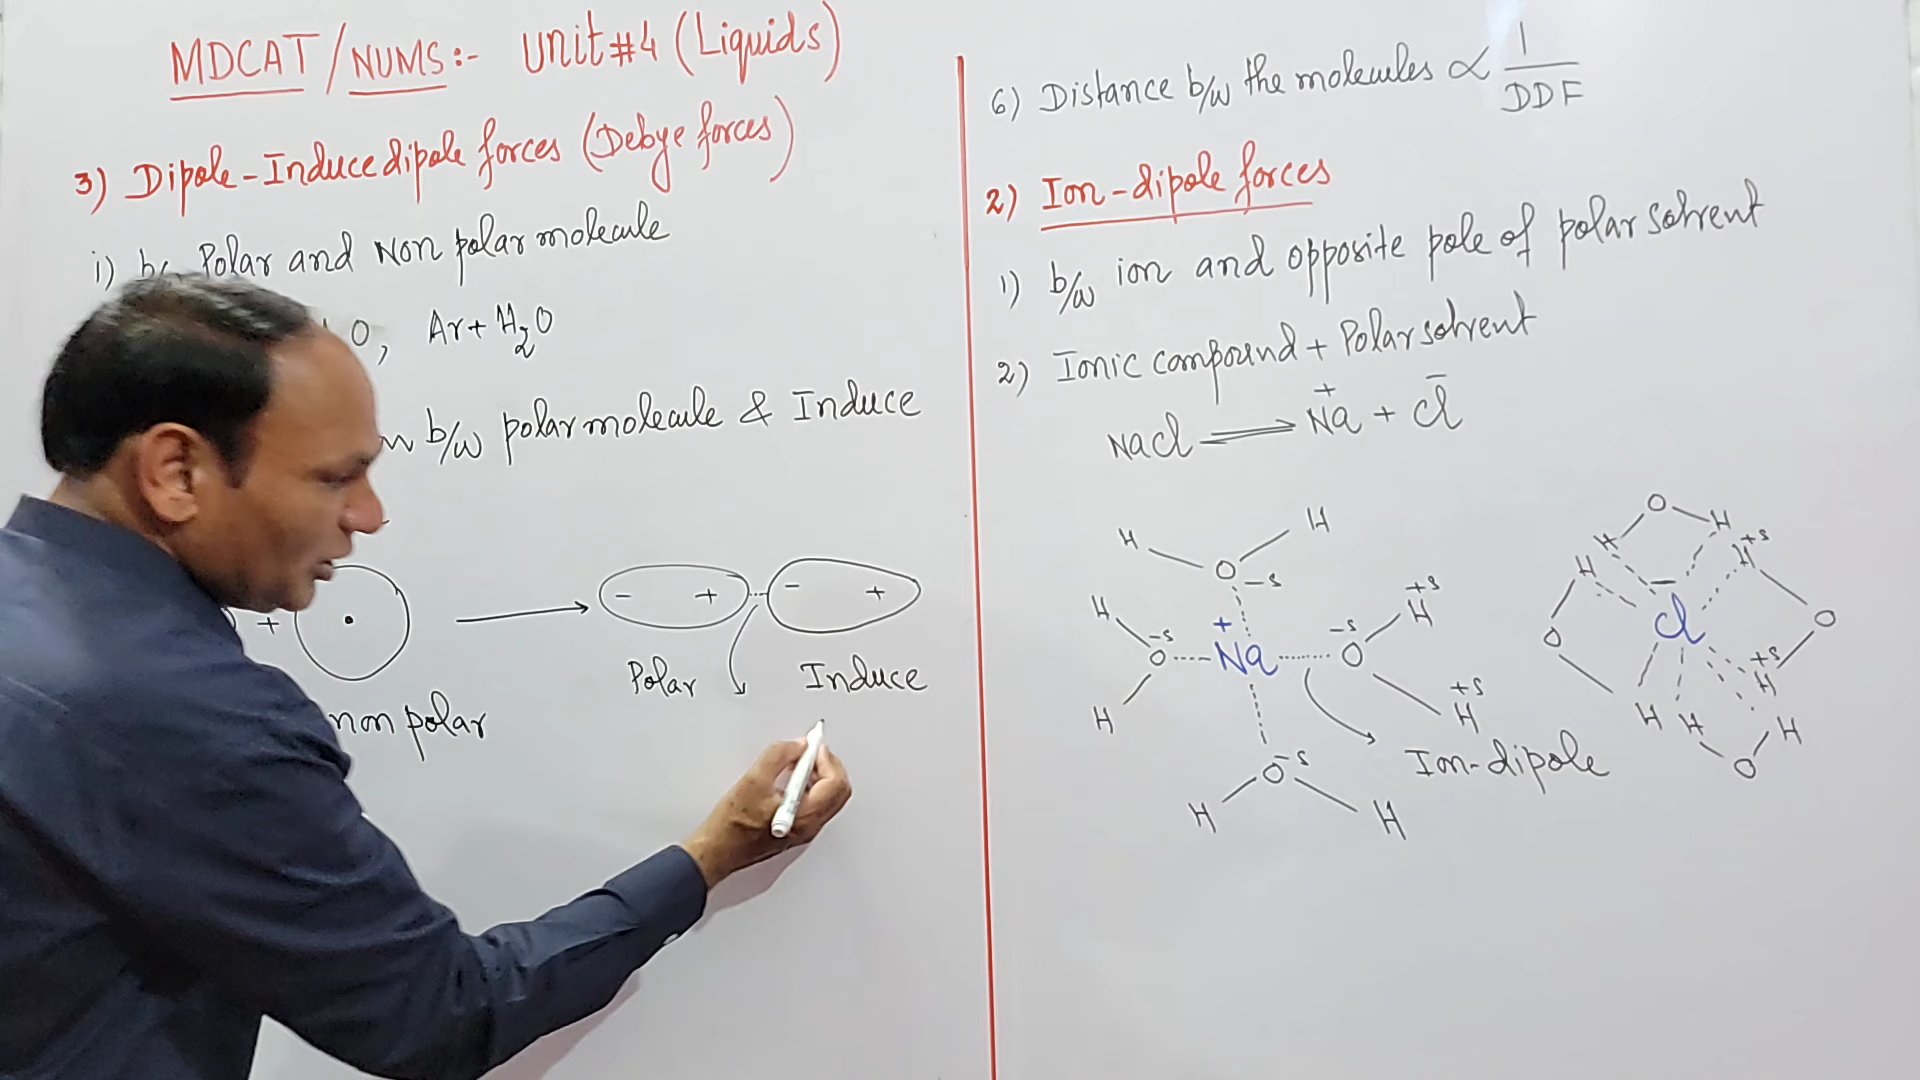 MDCAT/NUMS:- Unit#4 (Liquids)
3) Dipole-Induce dipole forces (Debye forces)
i) Polar and Non polar molecule
O, Ar + H2O
b/w polar molecule & Induce
+
- + - +
Polar Induce
non polar
6) Distance b/w the molecules ∝ 1/DDF
2) Ion-dipole forces
1) b/w ion and opposite pole of polar solvent
2) Ionic compound + Polar solvent
NaCl ⇌ Na+ + Cl-
H H
O -δ
H -δ O
+ Na
H
-δ O
H +δ
H +δ
O -δ
H H
Ion-dipole
O
H H
H
H +δ
O
- Cl
O
H +δ
H H H
O